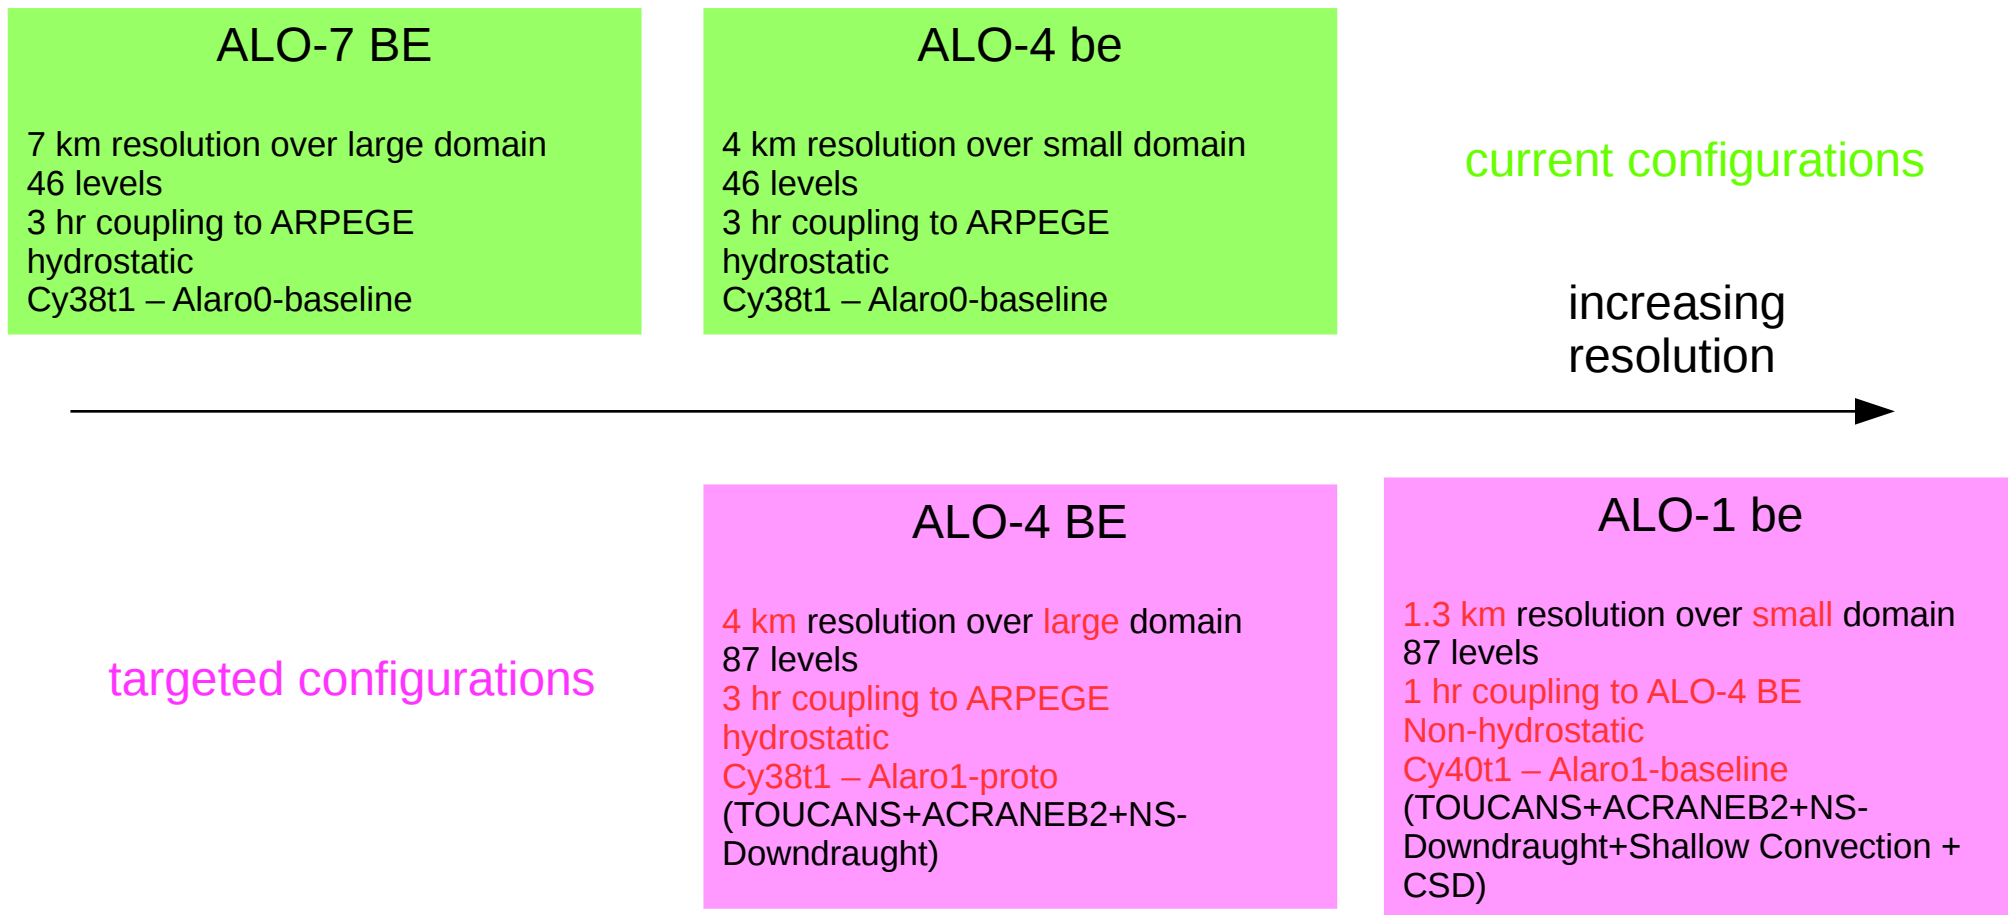 ALO-7 BE
7 km resolution over large domain
46 levels
3 hr coupling to ARPEGE
hydrostatic
Cy38t1 – Alaro0-baseline
ALO-4 be
4 km resolution over small domain
46 levels
3 hr coupling to ARPEGE
hydrostatic
Cy38t1 – Alaro0-baseline
current configurations
increasing
resolution
targeted configurations
ALO-4 BE
4 km resolution over large domain
87 levels
3 hr coupling to ARPEGE
hydrostatic
Cy38t1 – Alaro1-proto
(TOUCANS+ACRANEB2+NS-
Downdraught)
ALO-1 be
1.3 km resolution over small domain
87 levels
1 hr coupling to ALO-4 BE
Non-hydrostatic
Cy40t1 – Alaro1-baseline
(TOUCANS+ACRANEB2+NS-
Downdraught+Shallow Convection +
CSD)